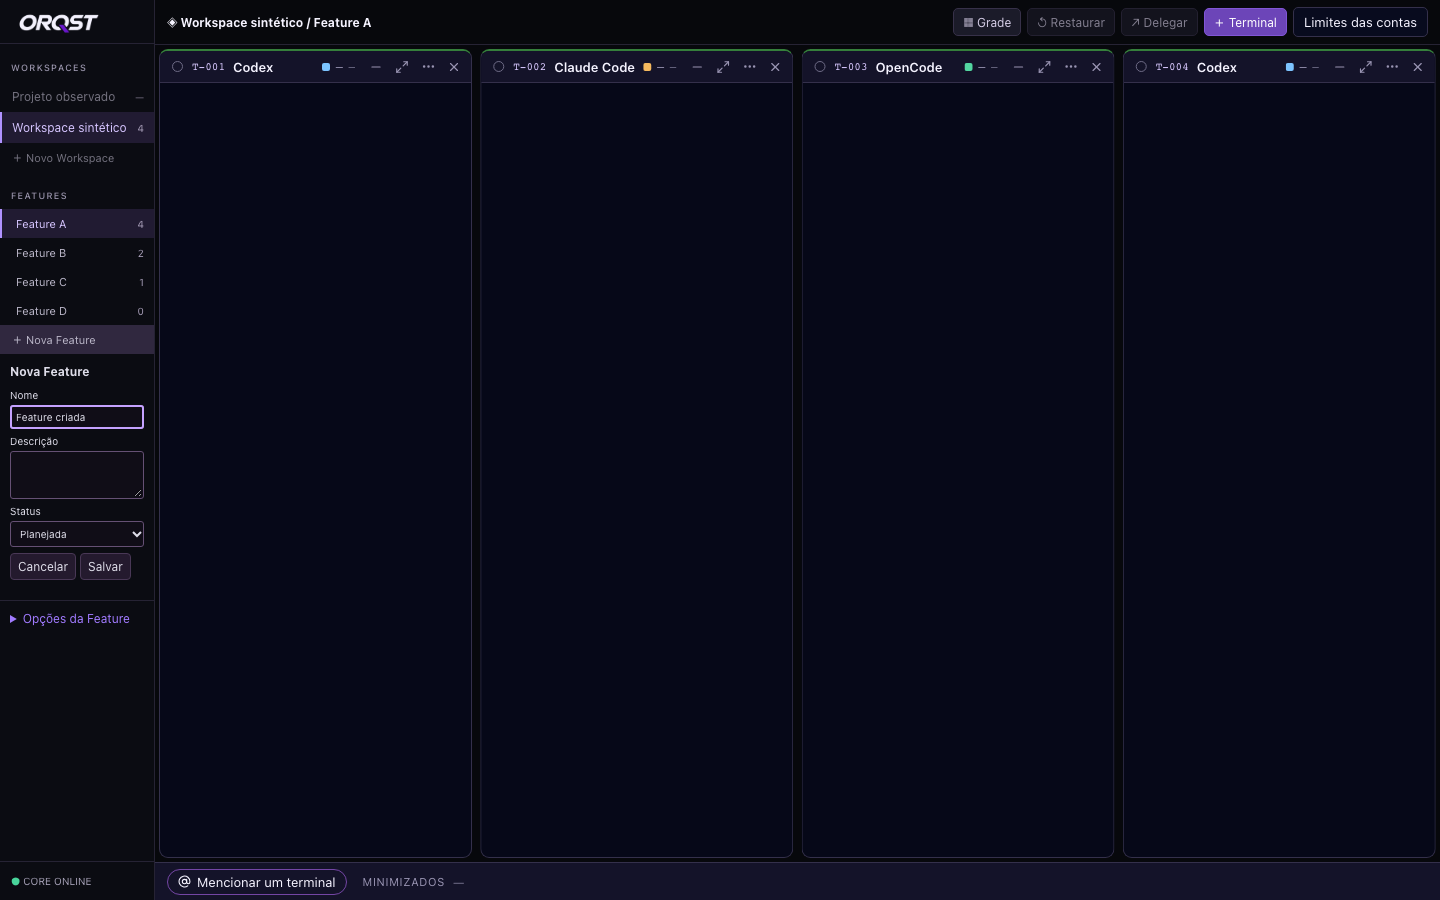 ORQST
◈ Workspace sintético / Feature A
▦ Grade
↺ Restaurar
↗ Delegar
+ Terminal
Limites das contas
WORKSPACES
Projeto observado —
Workspace sintético 4
+ Novo Workspace
FEATURES
Feature A 4
Feature B 2
Feature C 1
Feature D 0
+ Nova Feature
Nova Feature
Nome
Feature criada
Descrição
Status
Planejada
Cancelar Salvar
▶ Opções da Feature
CORE ONLINE
T-001 Codex — —
T-002 Claude Code — —
T-003 OpenCode — —
T-004 Codex — —
@ Mencionar um terminal
MINIMIZADOS —